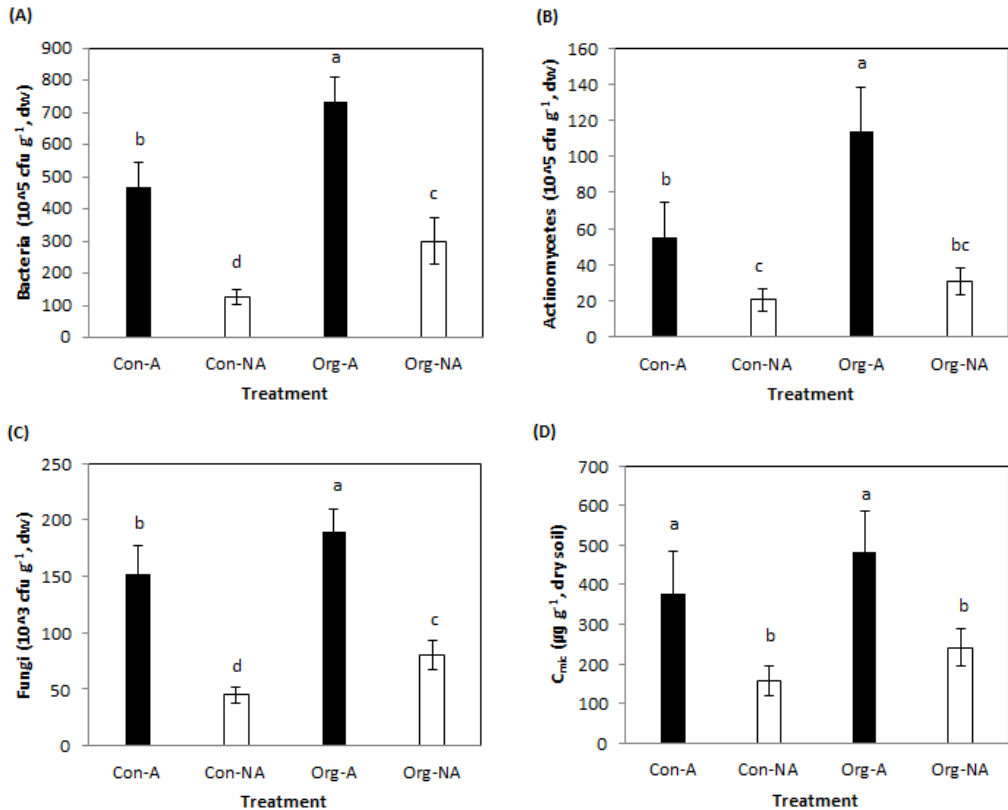 (A)
Bacteria (10^5 cfu g⁻¹, dw)
900
800
700
600
500
400
300
200
100
0
b
d
a
c
Con-A Con-NA Org-A Org-NA
Treatment
(B)
Actinomycetes (10^5 cfu g⁻¹, dw)
160
140
120
100
80
60
40
20
0
b
c
a
bc
Con-A Con-NA Org-A Org-NA
Treatment
(C)
Fungi (10^3 cfu g⁻¹, dw)
250
200
150
100
50
0
b
d
a
c
Con-A Con-NA Org-A Org-NA
(D)
Cmic (µg g⁻¹, dry soil)
700
600
500
400
300
200
100
0
a
b
a
b
Con-A Con-NA Org-A Org-NA
Treatment